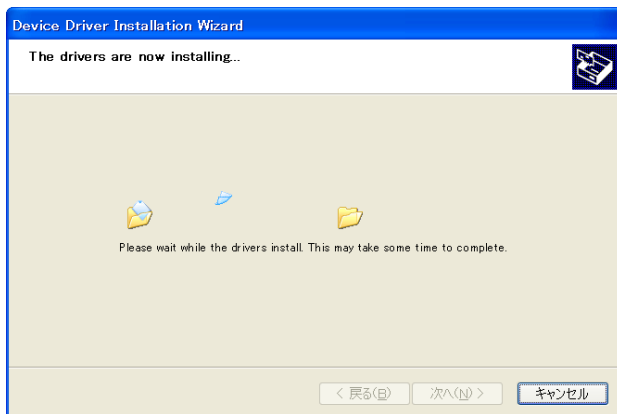 Device Driver Installation Wizard
The drivers are now installing...
Please wait while the drivers install. This may take some time to complete.
< 戻る(B) 次へ(N) > キャンセル